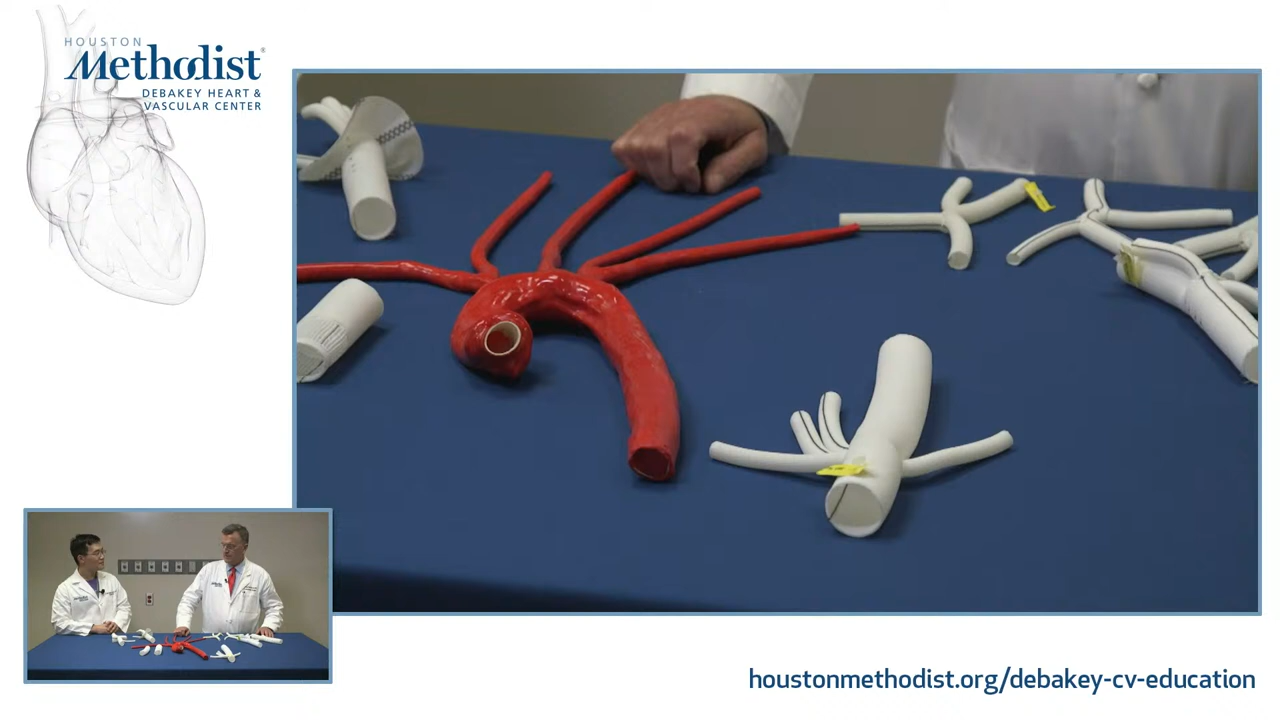 HOUSTON
Methodist®
DEBAKEY HEART &
VASCULAR CENTER
houstonmethodist.org/debakey-cv-education